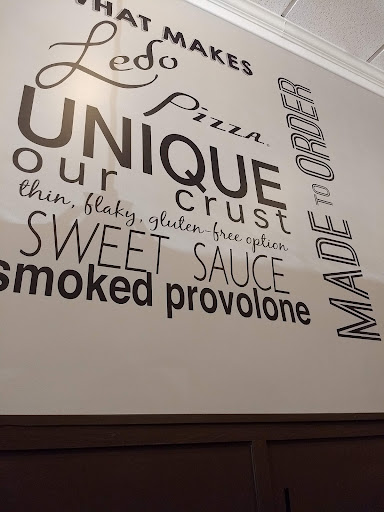 WHAT MAKES
Ledo
Pizza®
UNIQUE
our crust
thin, flaky, gluten-free option
SWEET SAUCE
smoked provolone
MADE TO ORDER